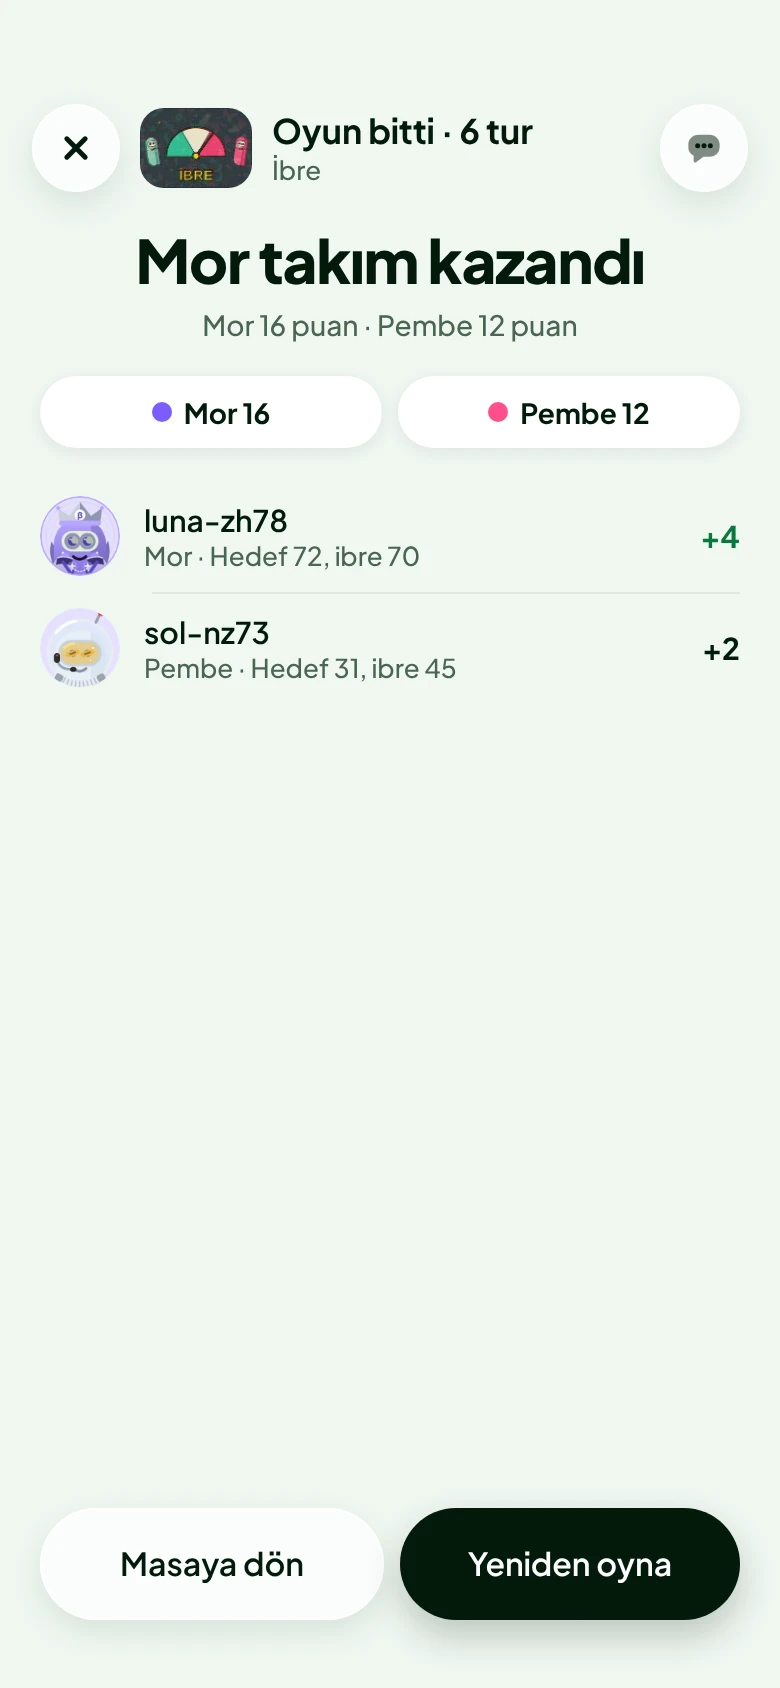 Oyun bitti · 6 tur
İbre
İBRE
Mor takım kazandı
Mor 16 puan · Pembe 12 puan
Mor 16
Pembe 12
luna-zh78
Mor · Hedef 72, ibre 70
+4
sol-nz73
Pembe · Hedef 31, ibre 45
+2
Masaya dön
Yeniden oyna